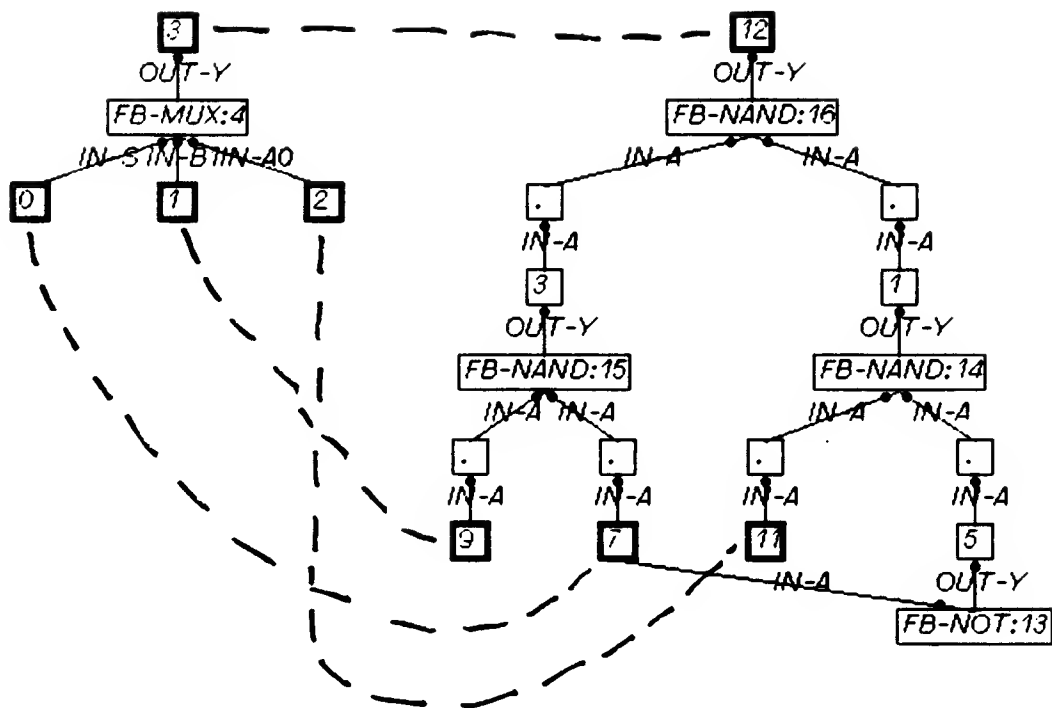 3 12
OUT-Y OUT-Y
FB-MUX:4 FB-NAND:16
IN-S IN-B1 IN-A0 IN-A IN-A
0 1 2 . .
IN-A IN-A
3 1
OUT-Y OUT-Y
FB-NAND:15 FB-NAND:14
IN-A IN-A IN-A IN-A
. . . .
IN-A IN-A IN-A IN-A
9 7 11 5
IN-A OUT-Y
FB-NOT:13